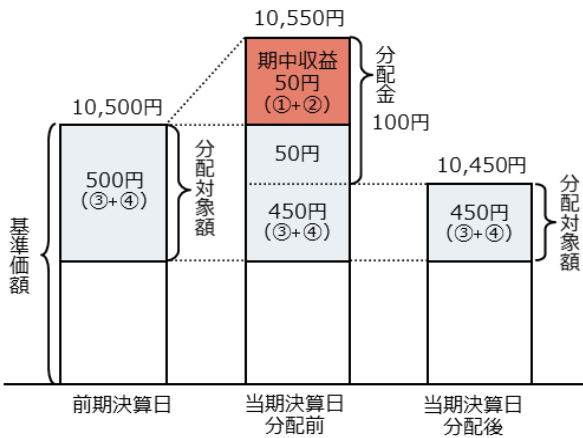 10,550円
期中収益
50円
(①+②)
分配金
100円
10,500円
500円
(③+④)
分配対象額
50円
450円
(③+④)
10,450円
450円
(③+④)
分配対象額
基準価額
前期決算日
当期決算日
分配前
当期決算日
分配後